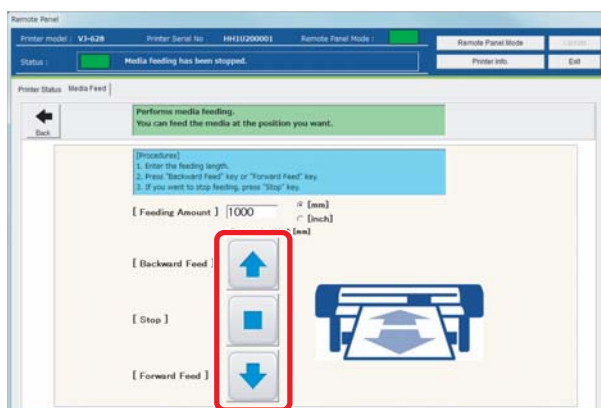 Remote Panel
Printer model : VJ-628 Printer Serial No HH1U200001 Remote Panel Mode : Remote Panel Mode
Status : Media feeding has been stopped. Printer Info. Exit
Printer Status Media Feed
Back
Performs media feeding.
You can feed the media at the position you want.
[Procedures]
1. Enter the feeding length.
2. Press "Backward Feed" key or "Forward Feed" key.
3. If you want to stop feeding, press "Stop" key.
[ Feeding Amount ] 1000 [mm]
[inch]
[mm]
[ Backward Feed ]
[ Stop ]
[ Forward Feed ]